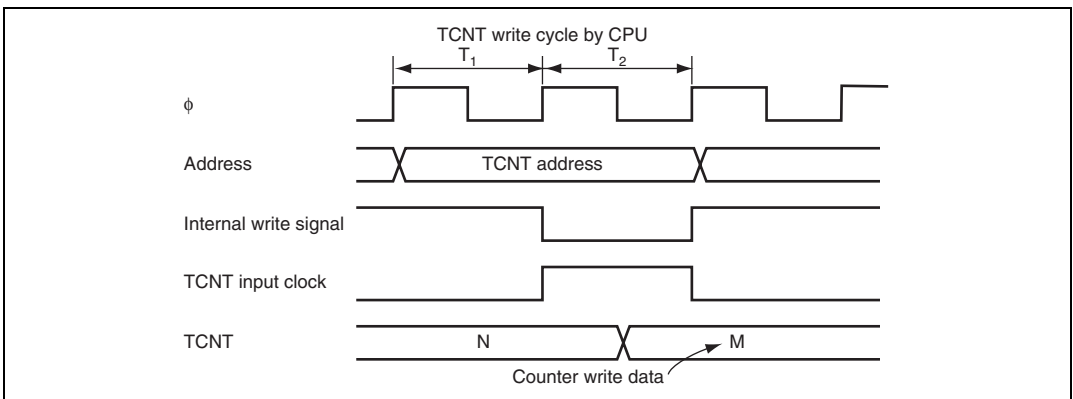 TCNT write cycle by CPU
T1 T2
ϕ
Address TCNT address
Internal write signal
TCNT input clock
TCNT N M
Counter write data